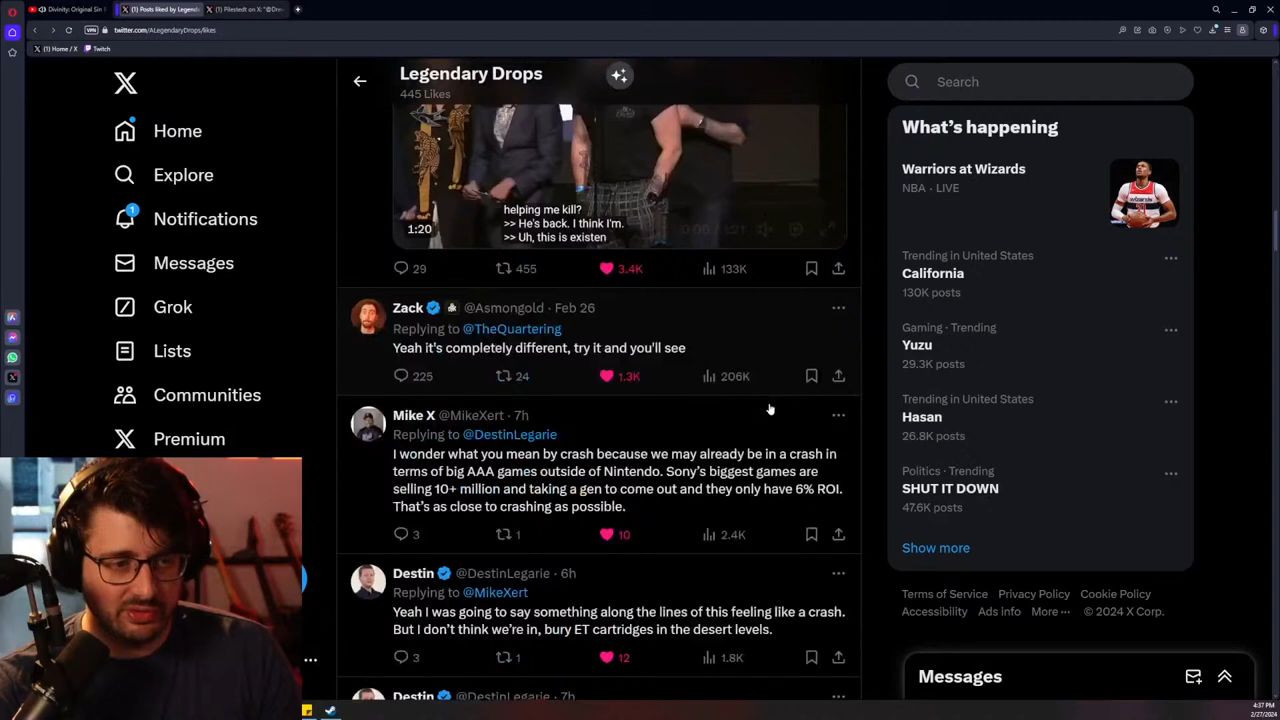 Divinity: Original Sin
Posts liked by Legenda
Pilestedt on X: "@Dre
twitter.com/ALegendaryDrops/likes
VPN
(1) Home / X
Twitch
Legendary Drops
445 Likes
Home
Explore
1
Notifications
Messages
Grok
Lists
Communities
Premium
helping me kill?
>> He's back. I think I'm.
>> Uh, this is existen
1:20
29
455
3.4K
133K
Zack @Asmongold · Feb 26
Replying to @TheQuartering
Yeah it's completely different, try it and you'll see
225
24
1.3K
206K
Mike X @MikeXert · 7h
Replying to @DestinLegarie
I wonder what you mean by crash because we may already be in a crash in
terms of big AAA games outside of Nintendo. Sony's biggest games are
selling 10+ million and taking a gen to come out and they only have 6% ROI.
That's as close to crashing as possible.
3
1
10
2.4K
Destin @DestinLegarie · 6h
Replying to @MikeXert
Yeah I was going to say something along the lines of this feeling like a crash.
But I don't think we're in, bury ET cartridges in the desert levels.
3
1
12
1.8K
Destin @DestinLegarie · 7h
Search
What's happening
Warriors at Wizards
NBA · LIVE
Trending in United States
California
130K posts
Gaming · Trending
Yuzu
29.3K posts
Trending in United States
Hasan
26.8K posts
Politics · Trending
SHUT IT DOWN
47.6K posts
Show more
Terms of Service Privacy Policy Cookie Policy
Accessibility Ads info More ··· © 2024 X Corp.
Messages
4:37 PM
2/27/2024